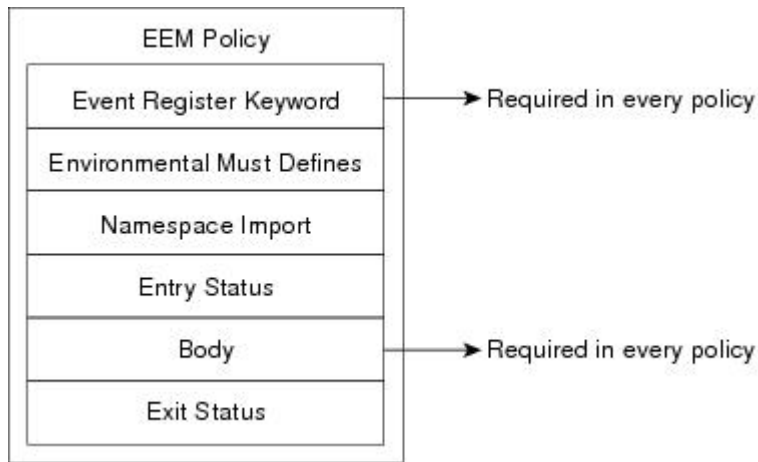 EEM Policy
Event Register Keyword
Required in every policy
Environmental Must Defines
Namespace Import
Entry Status
Body
Required in every policy
Exit Status